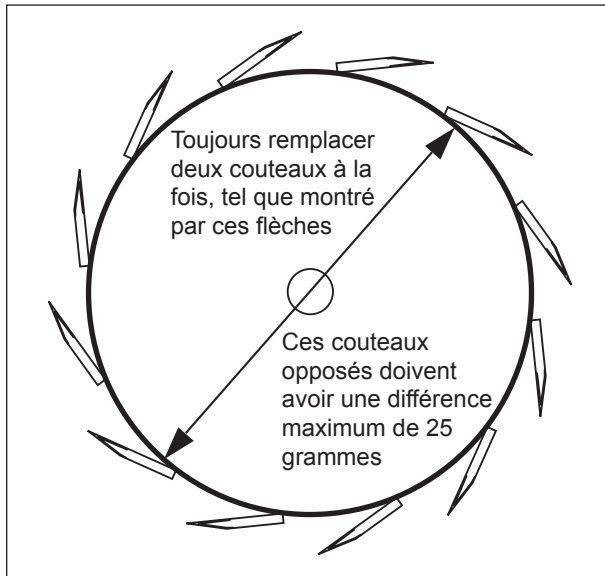 Toujours remplacer
deux couteaux à la
fois, tel que montré
par ces flèches
Ces couteaux
opposés doivent
avoir une différence
maximum de 25
grammes